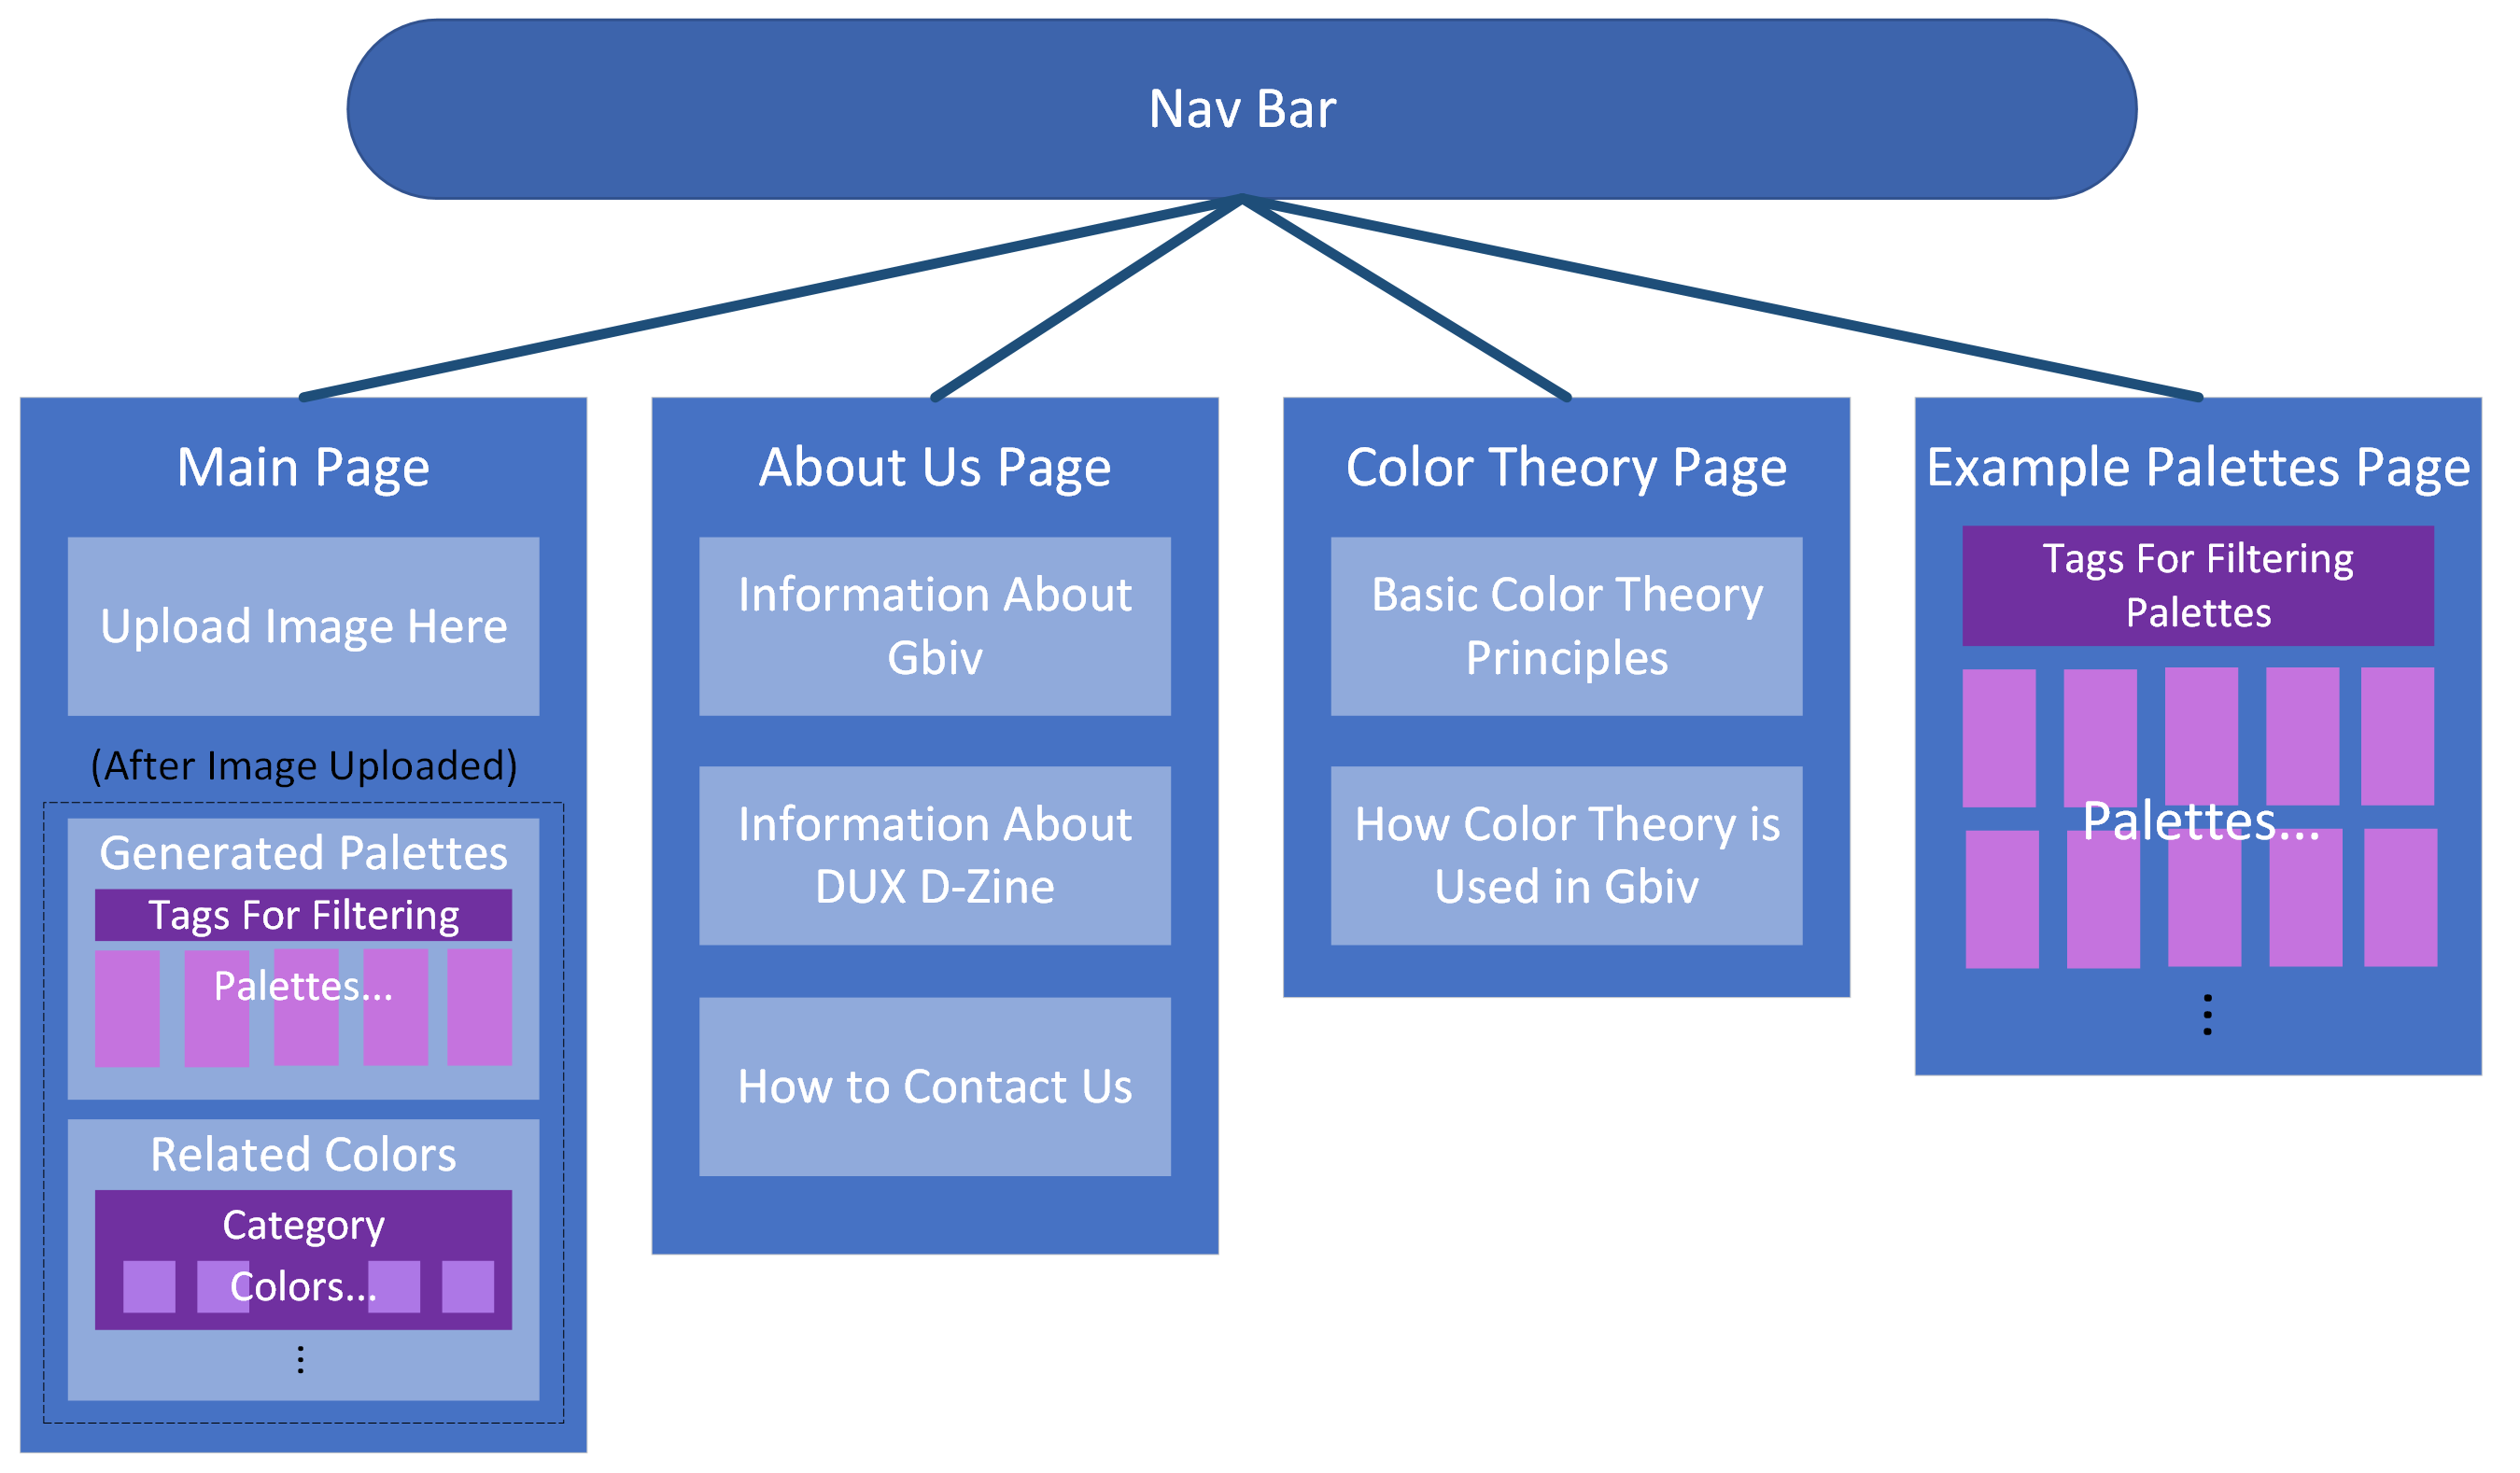 Nav Bar
Main Page
Upload Image Here
(After Image Uploaded)
Generated Palettes
Tags For Filtering
Palettes...
Related Colors
Category
Colors...
About Us Page
Information About
Gbiv
Information About
DUX D-Zine
How to Contact Us
Color Theory Page
Basic Color Theory
Principles
How Color Theory is
Used in Gbiv
Example Palettes Page
Tags For Filtering
Palettes
Palettes...